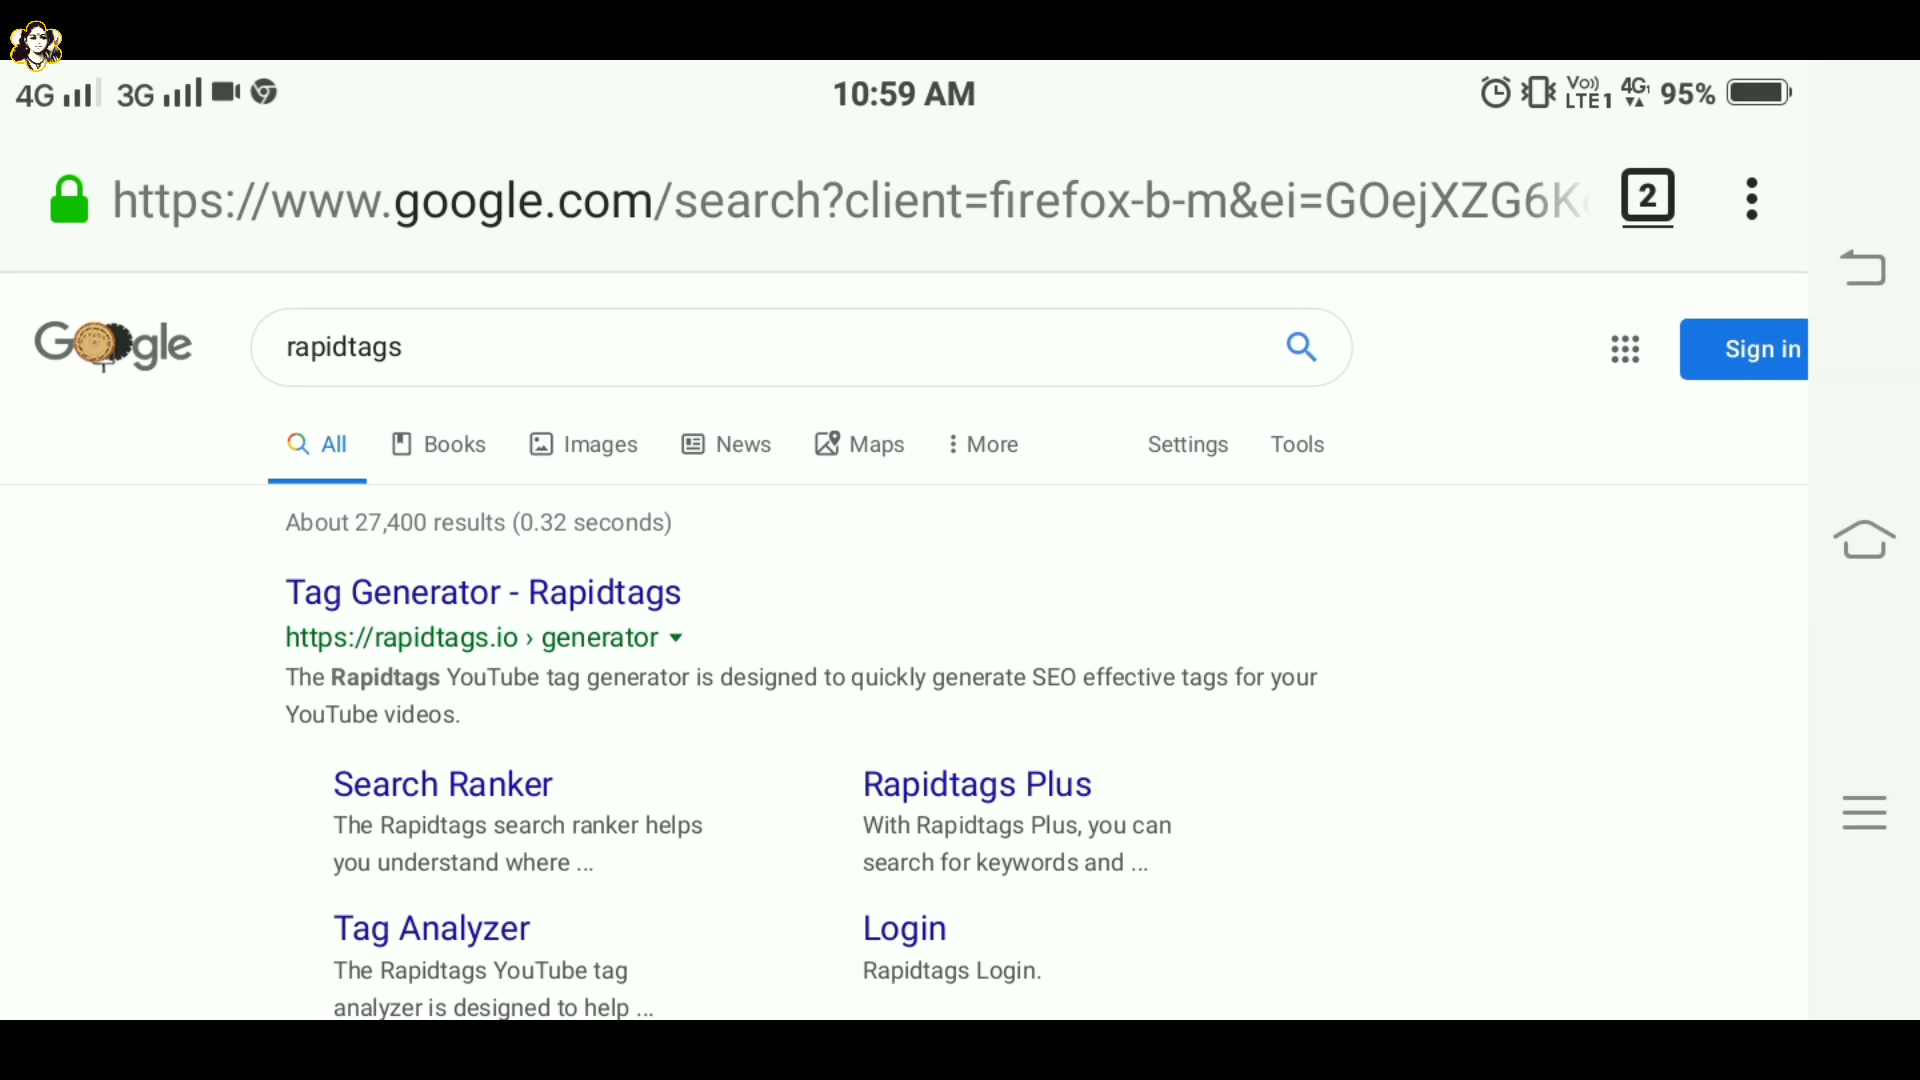 4G 3G 10:59 AM Vo)) LTE1 4G1 95%
https://www.google.com/search?client=firefox-b-m&ei=GOejXZG6K 2
Google rapidtags Sign in
All Books Images News Maps More Settings Tools
About 27,400 results (0.32 seconds)
Tag Generator - Rapidtags
https://rapidtags.io › generator
The Rapidtags YouTube tag generator is designed to quickly generate SEO effective tags for your
YouTube videos.
Search Ranker
The Rapidtags search ranker helps
you understand where ...
Rapidtags Plus
With Rapidtags Plus, you can
search for keywords and ...
Tag Analyzer
The Rapidtags YouTube tag
analyzer is designed to help ...
Login
Rapidtags Login.